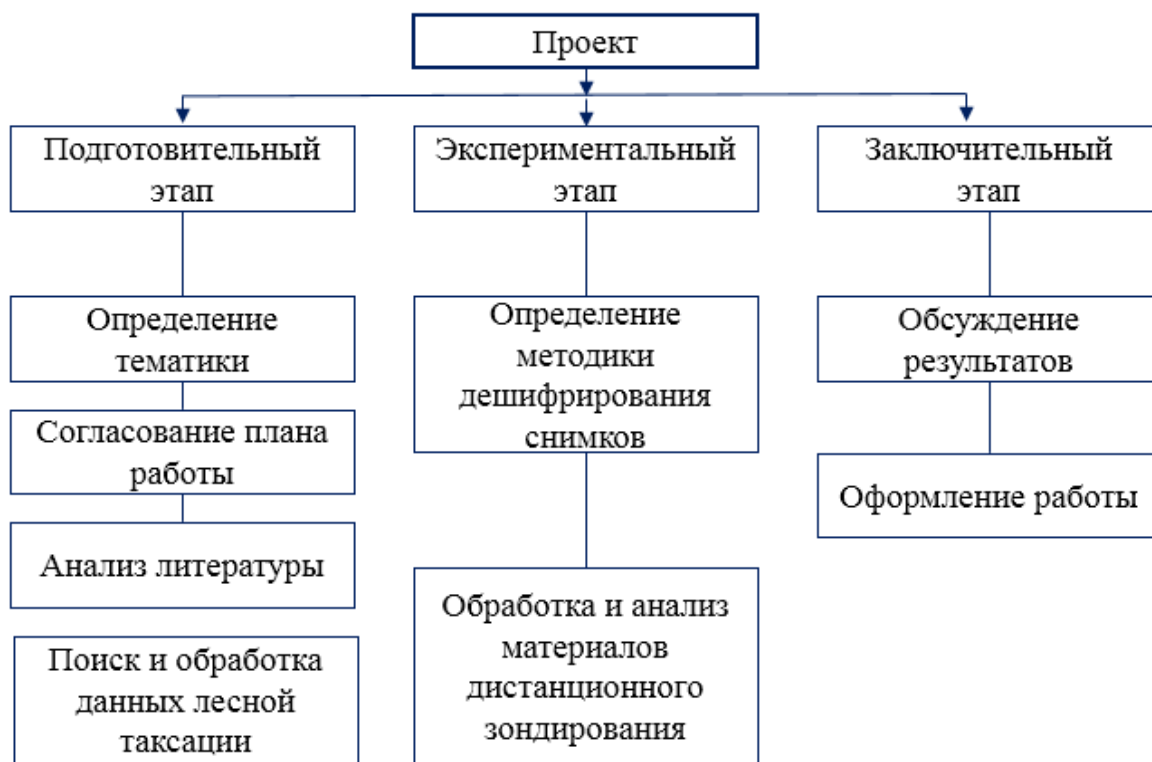 Проект
Подготовительный
этап
Экспериментальный
этап
Заключительный
этап
Определение
тематики
Согласование плана
работы
Анализ литературы
Поиск и обработка
данных лесной
таксации
Определение
методики
дешифрирования
снимков
Обработка и анализ
материалов
дистанционного
зондирования
Обсуждение
результатов
Оформление работы